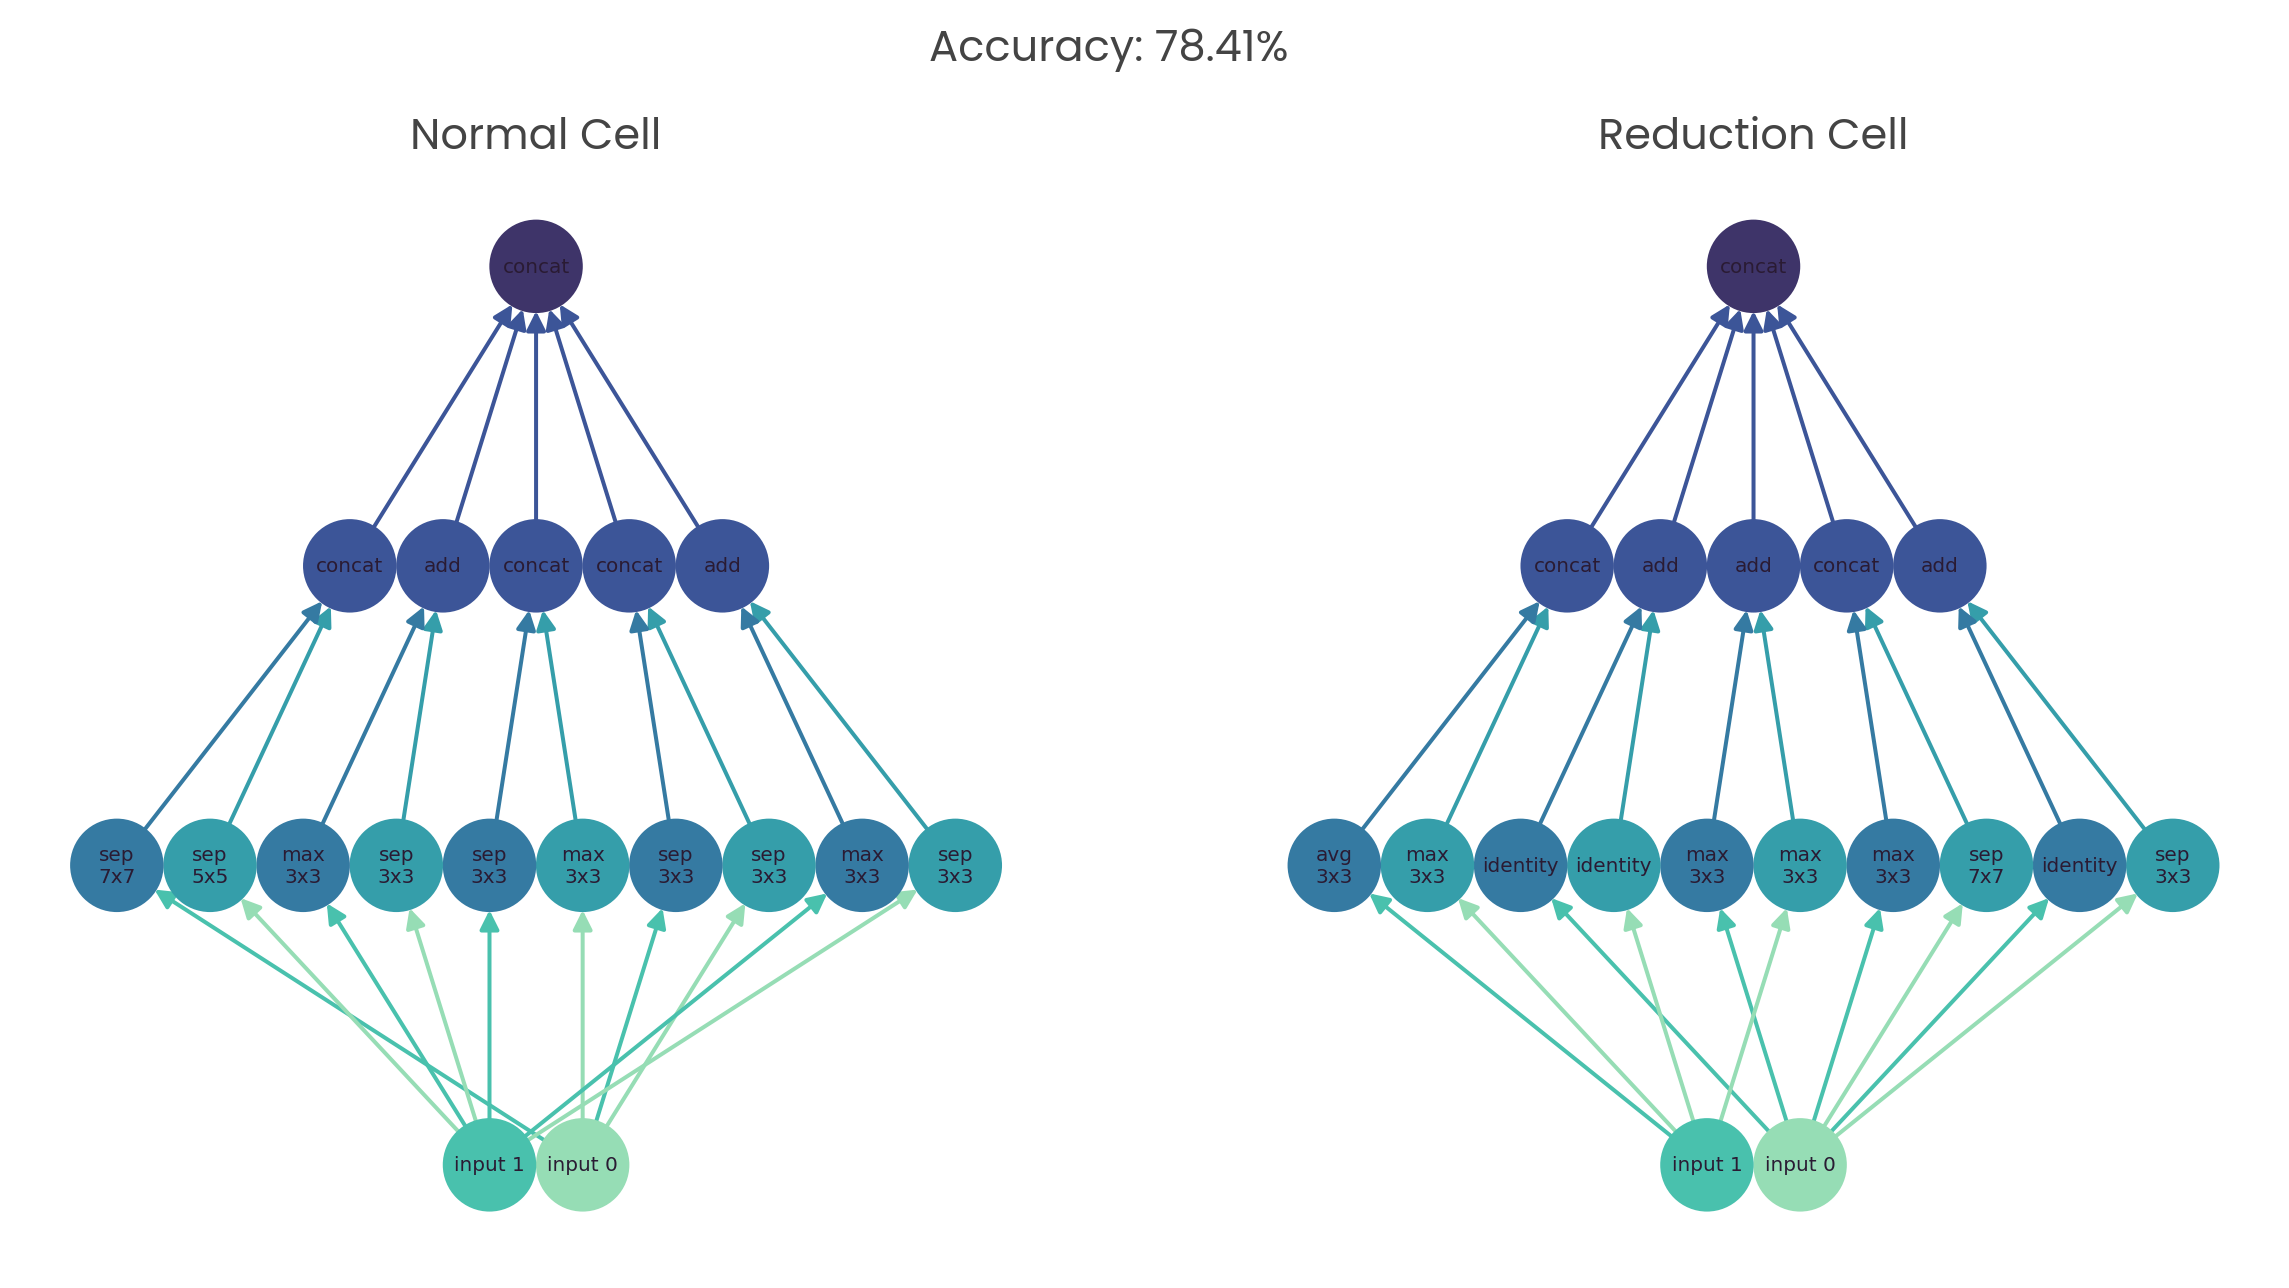 Accuracy: 78.41%
Normal Cell
concat
concat add concat concat add
sep sep max sep sep max sep sep max sep
7x7 5x5 3x3 3x3 3x3 3x3 3x3 3x3 3x3 3x3
input 1 input 0
Reduction Cell
concat
concat add add concat add
avg max identity identity max max max sep identity sep
3x3 3x3 3x3 3x3 3x3 7x7 3x3
input 1 input 0